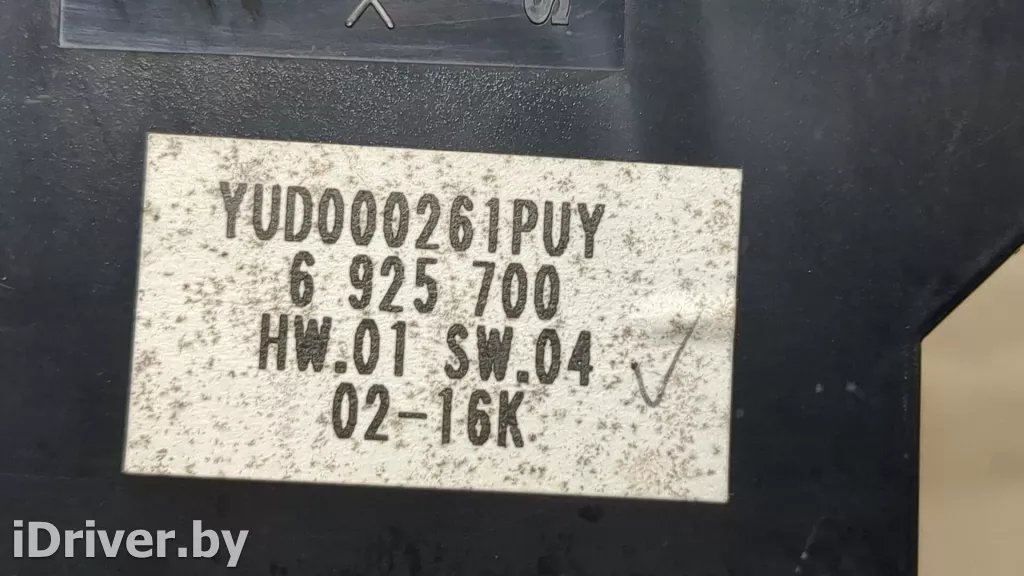 YUD000261PUY
6 925 700
HW.01 SW.04
02-16K
iDriver.by